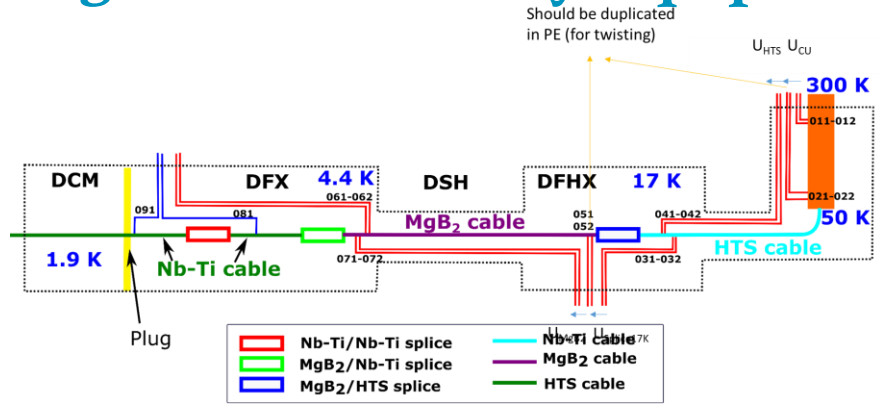 Should be duplicated
in PE (for twisting)
U_HTS U_CU
300 K
011-012
DCM
DFX
4.4 K
DSH
DFHX
17 K
061-062
021-022
091
081
MgB₂ cable
051
052
041-042
50 K
1.9 K
Nb-Ti cable
071-072
031-032
HTS cable
Plug
Nb-Ti/Nb-Ti splice
Nb-Ti cable
MgB₂/Nb-Ti splice
MgB₂ cable
MgB₂/HTS splice
HTS cable